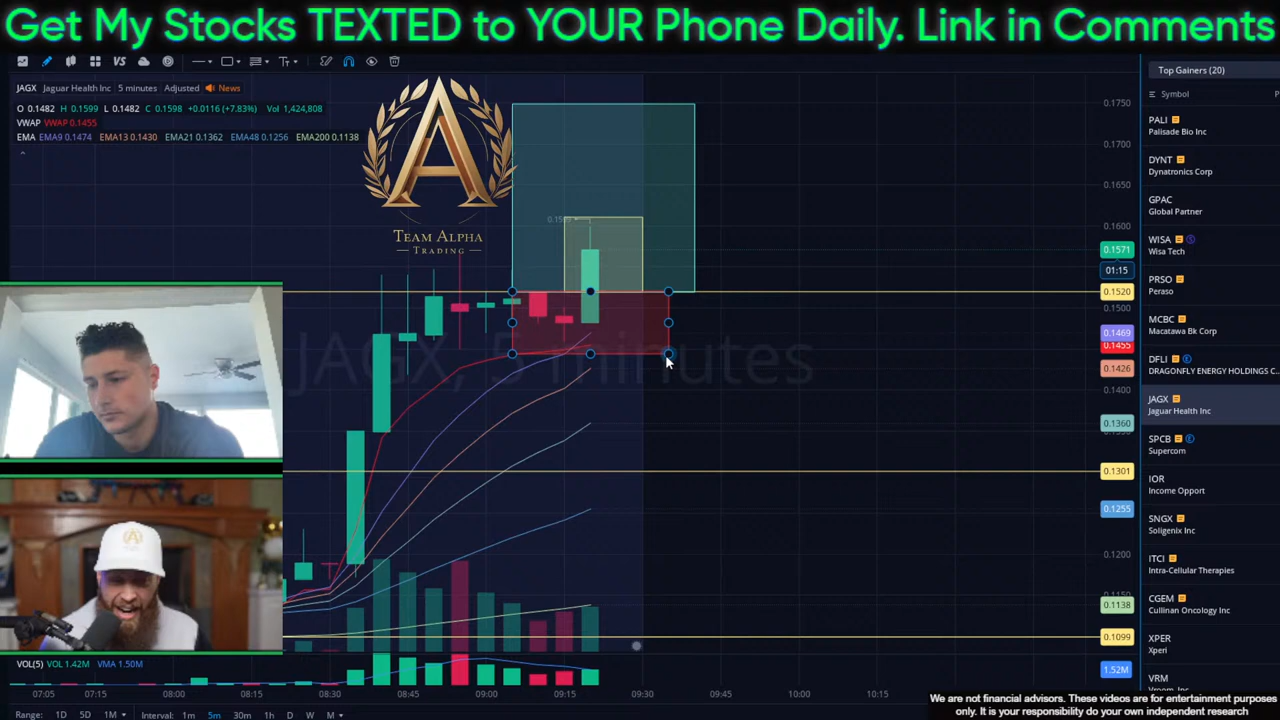 Get My Stocks TEXTED to YOUR Phone Daily. Link in Comments
VS
JAGX Jaguar Health Inc 5 minutes Adjusted News
O 0.1482 H 0.1599 L 0.1482 C 0.1598 +0.0116 (+7.83%) Vol 1,424,808
VWAP VWAP 0.1455
EMA EMA9 0.1474 EMA13 0.1430 EMA21 0.1362 EMA48 0.1256 EMA200 0.1138
A
TEAM ALPHA
TRADING
JAGX, 5 minutes
0.1750
0.1700
0.1650
0.1600
0.1571
01:15
0.1520
0.1500
0.1469
0.1455
0.1426
0.1400
0.1360
0.1301
0.1255
0.1200
0.1138
0.1099
1.52M
Top Gainers (20)
Symbol
PALI
Palisade Bio Inc
DYNT
Dynatronics Corp
GPAC
Global Partner
WISA
Wisa Tech
PRSO
Peraso
MCBC
Macatawa Bk Corp
DFLI
DRAGONFLY ENERGY HOLDINGS C...
JAGX
Jaguar Health Inc
SPCB
Supercom
IOR
Income Opport
SNGX
Soligenix Inc
ITCI
Intra-Cellular Therapies
CGEM
Cullinan Oncology Inc
XPER
Xperi
VRM
VOL(5) VOL 1.42M VMA 1.50M
07:05 07:15 08:00 08:15 08:30 08:45 09:00 09:15 09:30 09:45 10:00 10:15
Range: 1D 5D 1M Interval: 1m 5m 30m 1h D W M
We are not financial advisors. These videos are for entertainment purposes
only. It is your responsibility do your own independent research